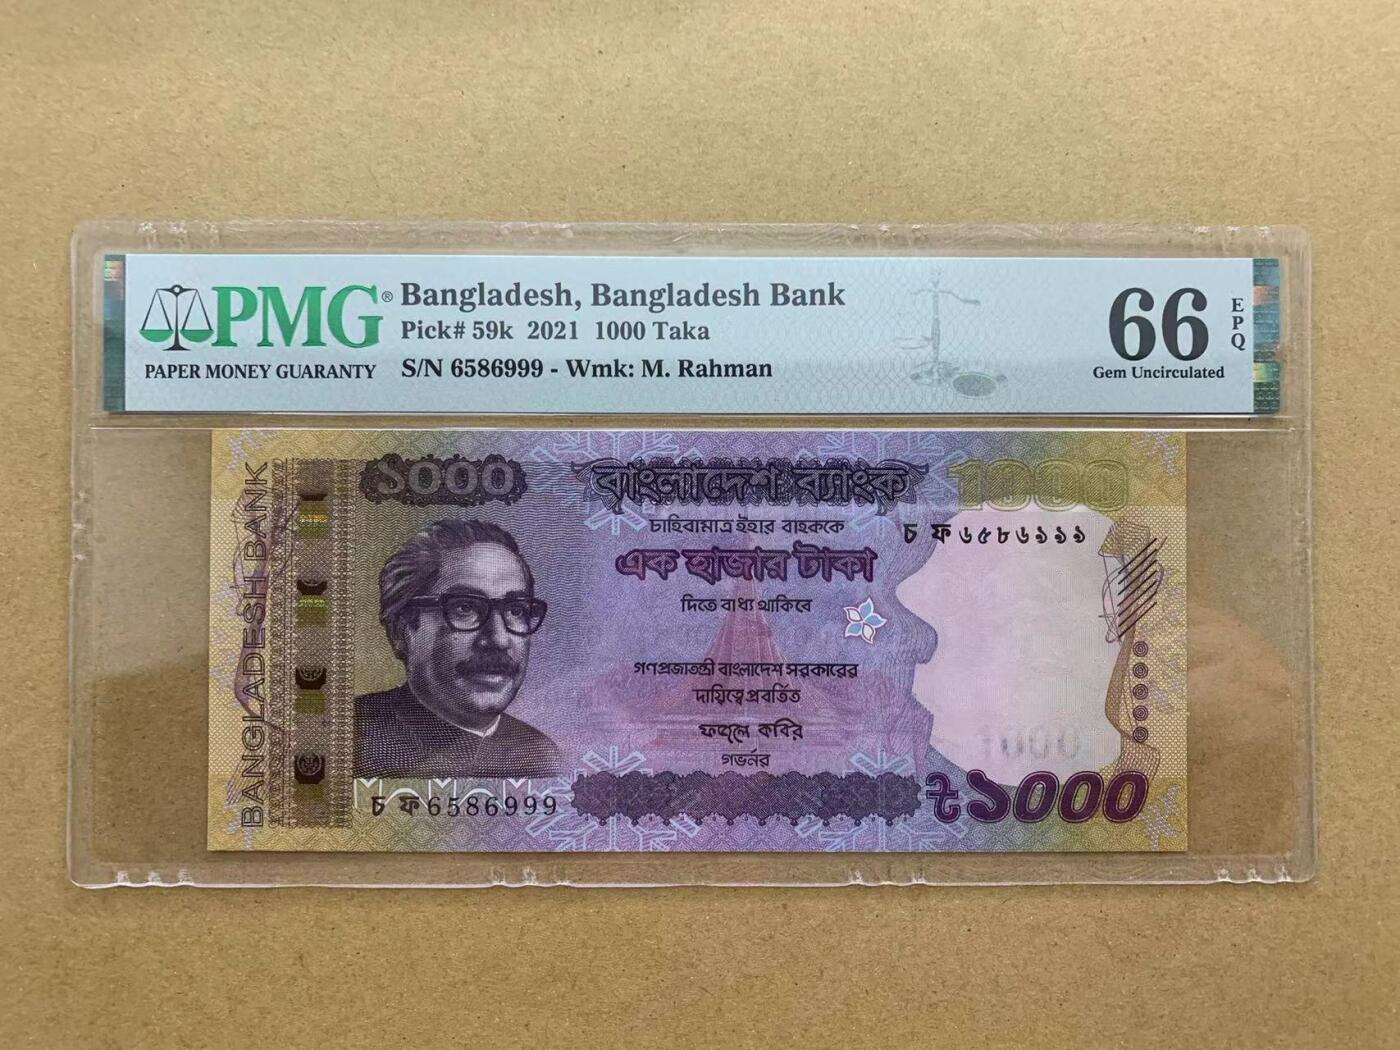 PMG®
PAPER MONEY GUARANTY
Bangladesh, Bangladesh Bank
Pick# 59k 2021 1000 Taka
S/N 6586999 - Wmk: M. Rahman
66
EPQ
Gem Uncirculated
BANGLADESH BANK
১০০০
বাংলাদেশ ব্যাংক
1000
চাহিবামাত্র ইহার বাহককে
চ ফ ৬৫৮৬৯৯৯
এক হাজার টাকা
দিতে বাধ্য থাকিবে
গণপ্রজাতন্ত্রী বাংলাদেশ সরকারের
দায়িত্বে প্রবর্তিত
ফজলে কবির
গভর্নর
চ ফ 6586999
৳১০০০